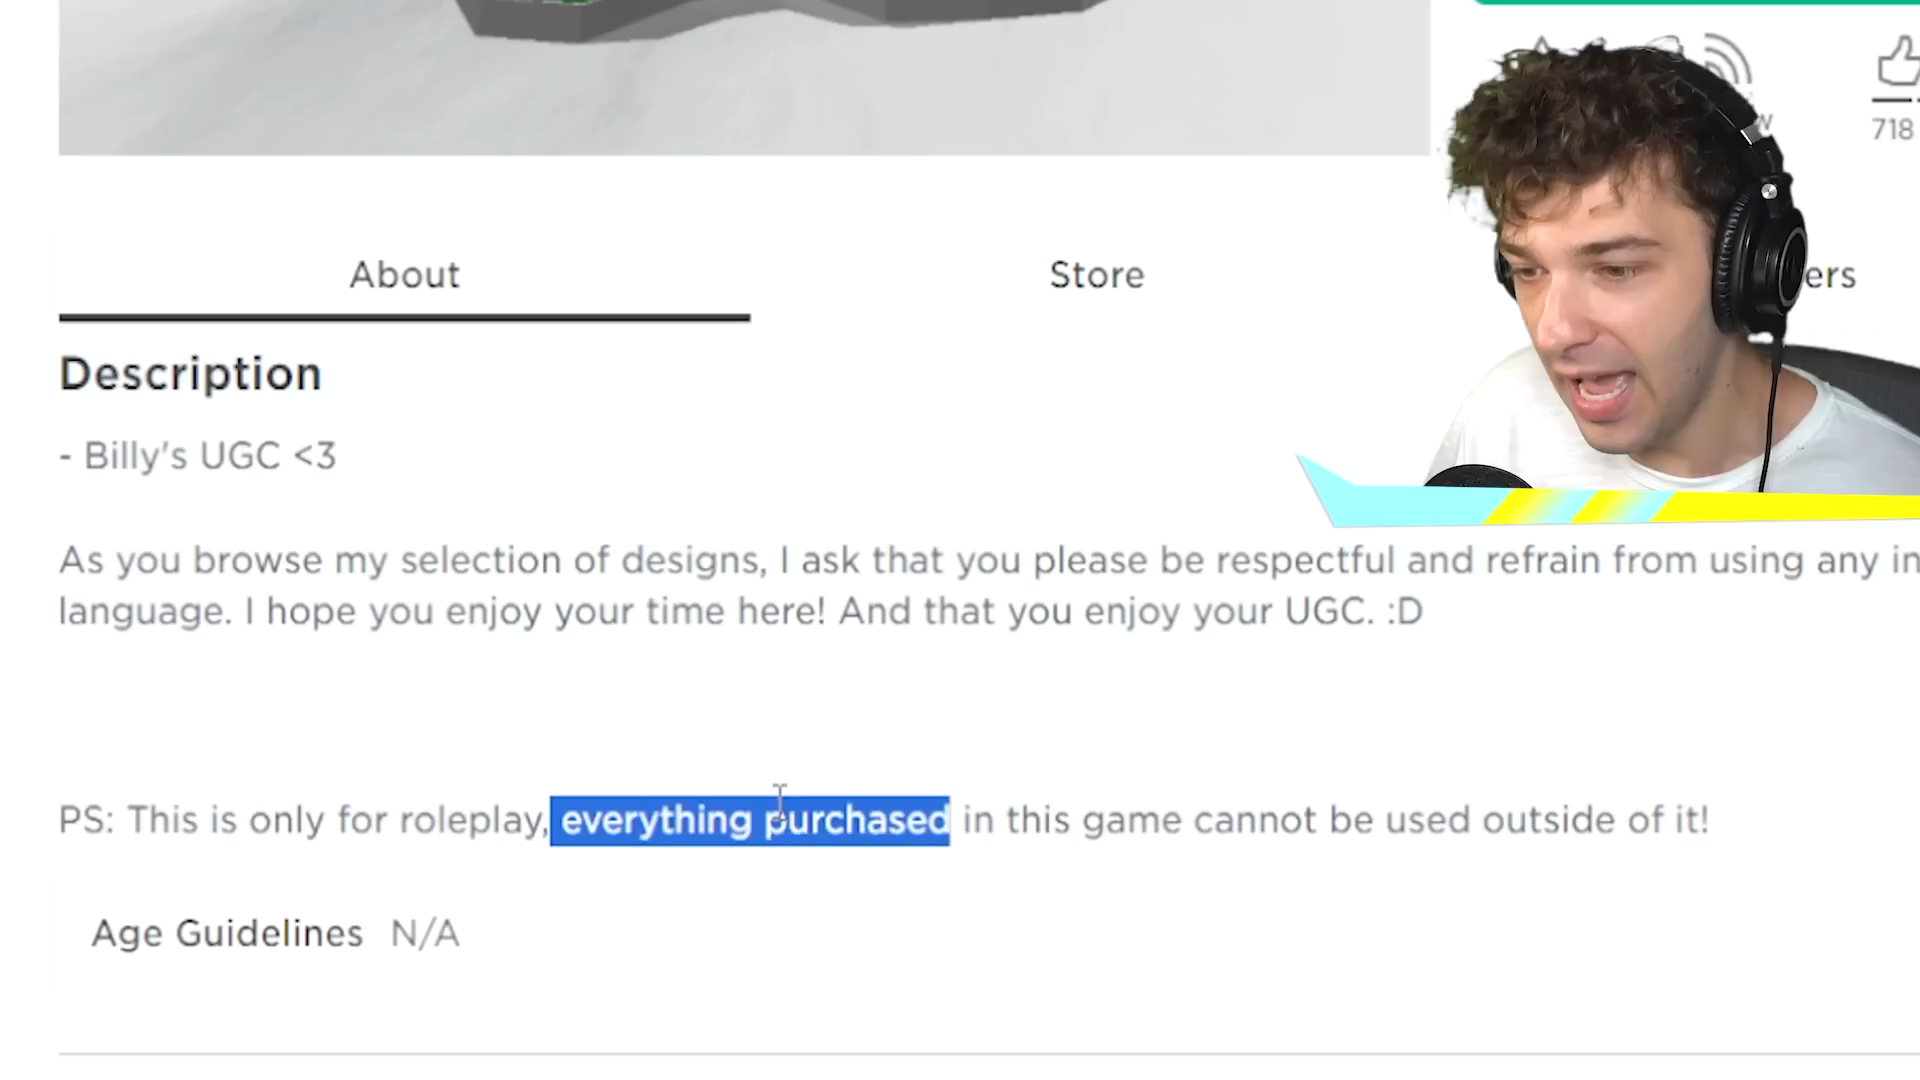 718
About
Store
ers
Description
- Billy's UGC <3
As you browse my selection of designs, I ask that you please be respectful and refrain from using any in
language. I hope you enjoy your time here! And that you enjoy your UGC. :D
PS: This is only for roleplay, everything purchased in this game cannot be used outside of it!
Age Guidelines N/A